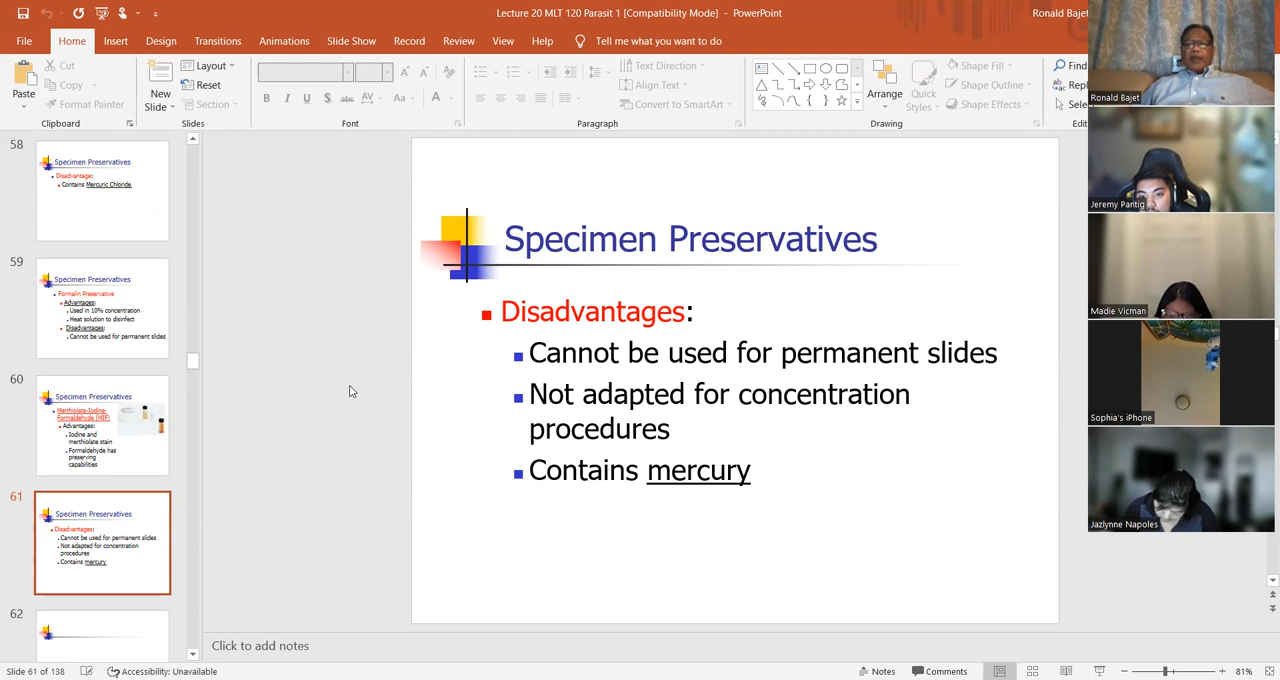 Lecture 20 MLT 120 Parasit 1 [Compatibility Mode] - PowerPoint
Ronald Bajet
File Home Insert Design Transitions Animations Slide Show Record Review View Help Tell me what you want to do
Paste
Cut
Copy
Format Painter
Clipboard
New
Slide
Layout
Reset
Section
Slides
B I U S abc AV Aa A
Font
Text Direction
Align Text
Convert to SmartArt
Paragraph
Arrange
Quick
Styles
Shape Fill
Shape Outline
Shape Effects
Drawing
Find
Repl
Sele
Edit
58
Specimen Preservatives
Disadvantage:
Contains Mercuric Chloride
59
Specimen Preservatives
Formalin Preservative
Advantages:
Used in 10% concentration
Heat solution to disinfect
Disadvantages:
Cannot be used for permanent slides
60
Specimen Preservatives
Merthiolate-Iodine-
Formaldehyde (MIF)
Advantages:
Iodine and
merthiolate stain
Formaldehyde has
preserving
capabilities
61
Specimen Preservatives
Disadvantages:
Cannot be used for permanent slides
Not adapted for concentration
procedures
Contains mercury
62
Specimen Preservatives
Disadvantages:
Cannot be used for permanent slides
Not adapted for concentration
procedures
Contains mercury
Click to add notes
Ronald Bajet
Jeremy Pantig
Madie Vicman
Sophia's iPhone
Jazlynne Napoles
Slide 61 of 138 Accessibility: Unavailable Notes Comments 81%